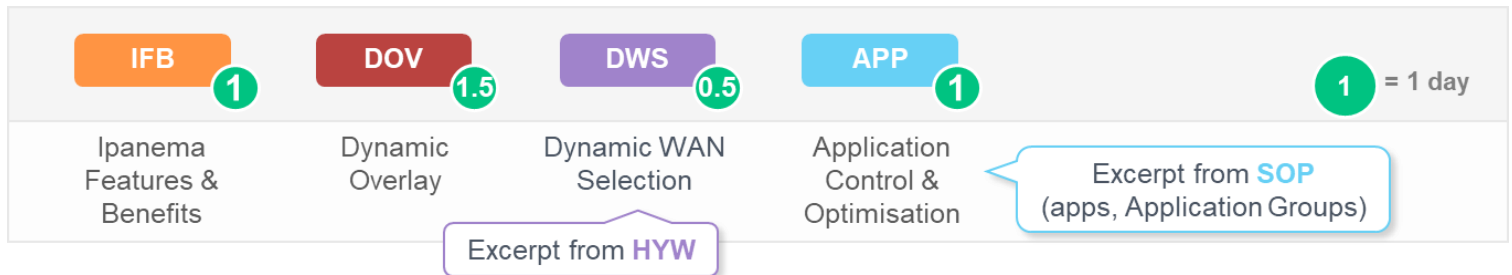 IFB
1
DOV
1.5
DWS
0.5
APP
1
1 = 1 day
Ipanema
Features &
Benefits
Dynamic
Overlay
Dynamic WAN
Selection
Application
Control &
Optimisation
Excerpt from SOP
(apps, Application Groups)
Excerpt from HYW